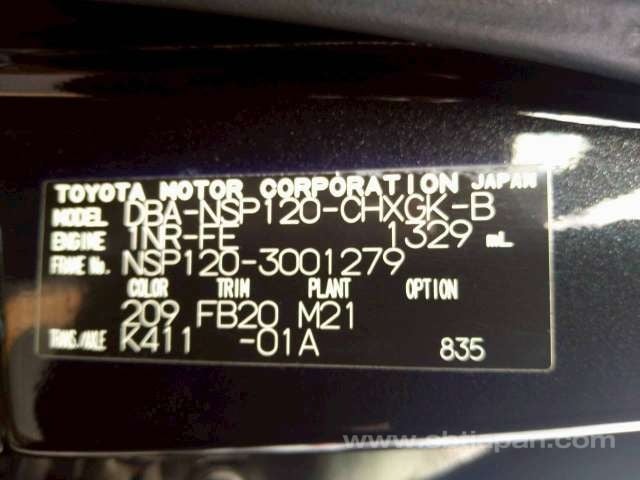 TOYOTA MOTOR CORPORATION JAPAN
MODEL DBA-NSP120-CHXGK-B
ENGINE 1NR-FE 1329 mL
FRAME No. NSP120-3001279
COLOR TRIM PLANT OPTION
209 FB20 M21
TRANS./AXLE K411 -01A 835
www.sbtjapan.com